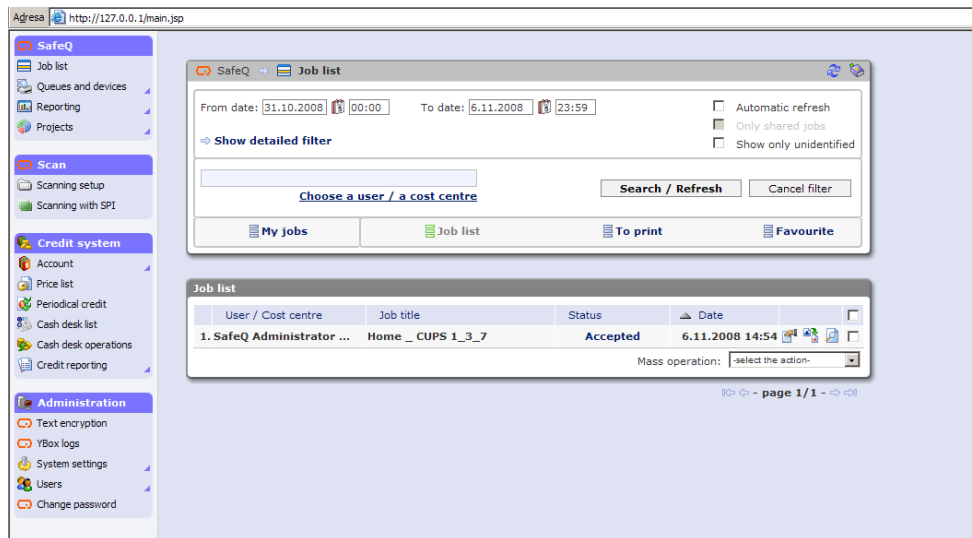 Adresa http://127.0.0.1/main.jsp
SafeQ
Job list
Queues and devices
Reporting
Projects
Scan
Scanning setup
Scanning with SPI
Credit system
Account
Price list
Periodical credit
Cash desk list
Cash desk operations
Credit reporting
Administration
Text encryption
YBox logs
System settings
Users
Change password
SafeQ Job list
From date: 31.10.2008 00:00 To date: 6.11.2008 23:59
Automatic refresh
Only shared jobs
Show detailed filter
Show only unidentified
Choose a user / a cost centre
Search / Refresh Cancel filter
My jobs Job list To print Favourite
Job list
User / Cost centre Job title Status Date
1. SafeQ Administrator ... Home _ CUPS 1_3_7 Accepted 6.11.2008 14:54
Mass operation: -select the action-
- page 1/1 -